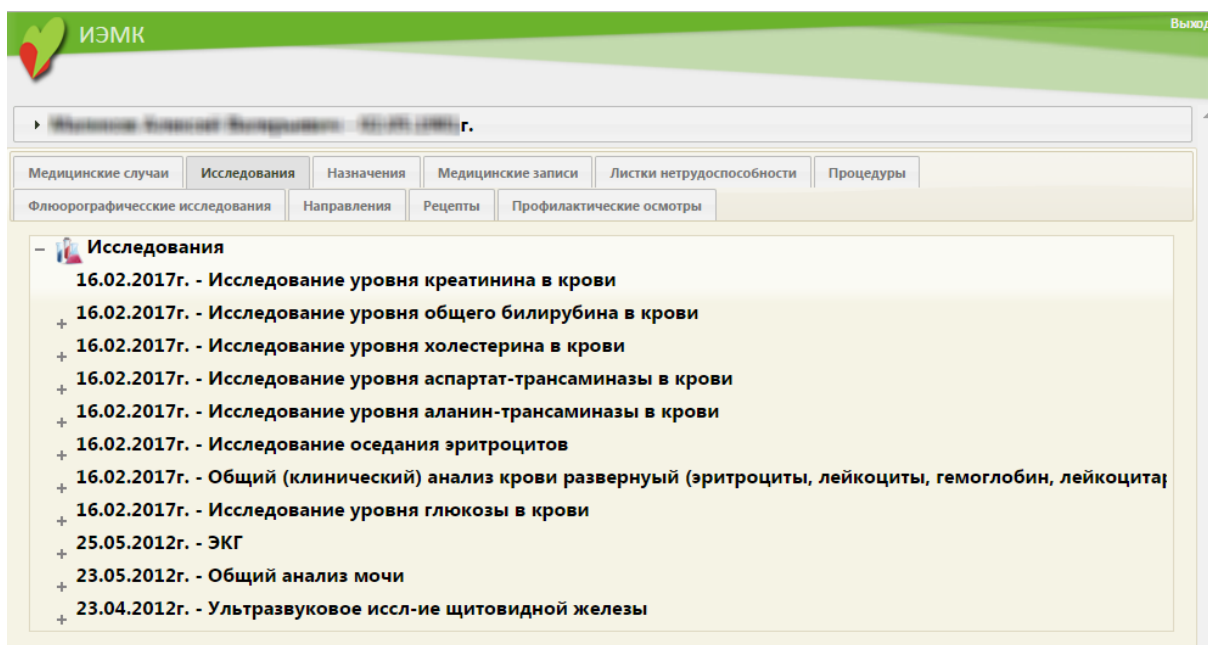 ИЭМК
Выход
г.
Медицинские случаи Исследования Назначения Медицинские записи Листки нетрудоспособности Процедуры
Флюорографичесские исследования Направления Рецепты Профилактические осмотры
Исследования
16.02.2017г. - Исследование уровня креатинина в крови
16.02.2017г. - Исследование уровня общего билирубина в крови
16.02.2017г. - Исследование уровня холестерина в крови
16.02.2017г. - Исследование уровня аспартат-трансаминазы в крови
16.02.2017г. - Исследование уровня аланин-трансаминазы в крови
16.02.2017г. - Исследование оседания эритроцитов
16.02.2017г. - Общий (клинический) анализ крови развернуый (эритроциты, лейкоциты, гемоглобин, лейкоцитар
16.02.2017г. - Исследование уровня глюкозы в крови
25.05.2012г. - ЭКГ
23.05.2012г. - Общий анализ мочи
23.04.2012г. - Ультразвуковое иссл-ие щитовидной железы